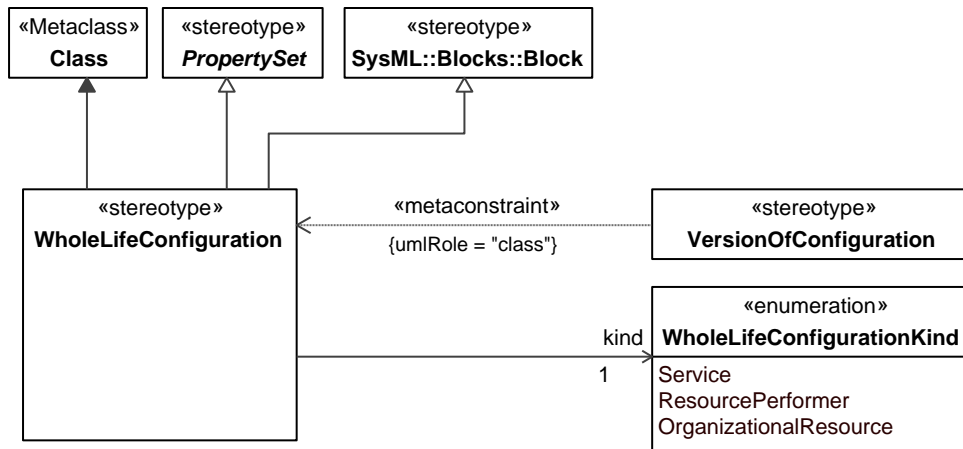 «Metaclass»
Class
«stereotype»
PropertySet
«stereotype»
SysML::Blocks::Block
«stereotype»
WholeLifeConfiguration
«metaconstraint»
{umlRole = "class"}
«stereotype»
VersionOfConfiguration
kind
1
«enumeration»
WholeLifeConfigurationKind
Service
ResourcePerformer
OrganizationalResource